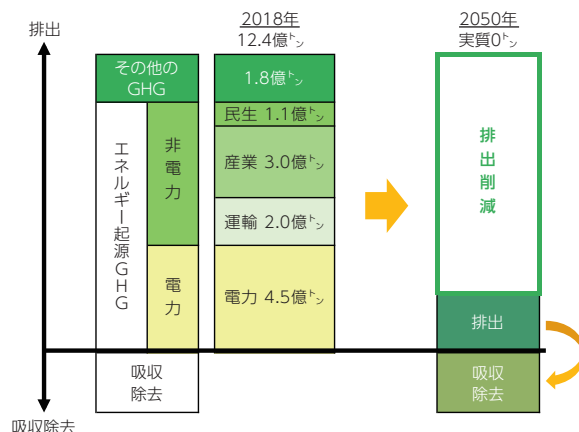 排出
2018年
12.4億㌧
2050年
実質0㌧
その他の
GHG
1.8億㌧
エネルギー起源GHG
非電力
民生 1.1億㌧
産業 3.0億㌧
運輸 2.0億㌧
電力
電力 4.5億㌧
排出削減
排出
吸収
除去
吸収
除去
吸収除去